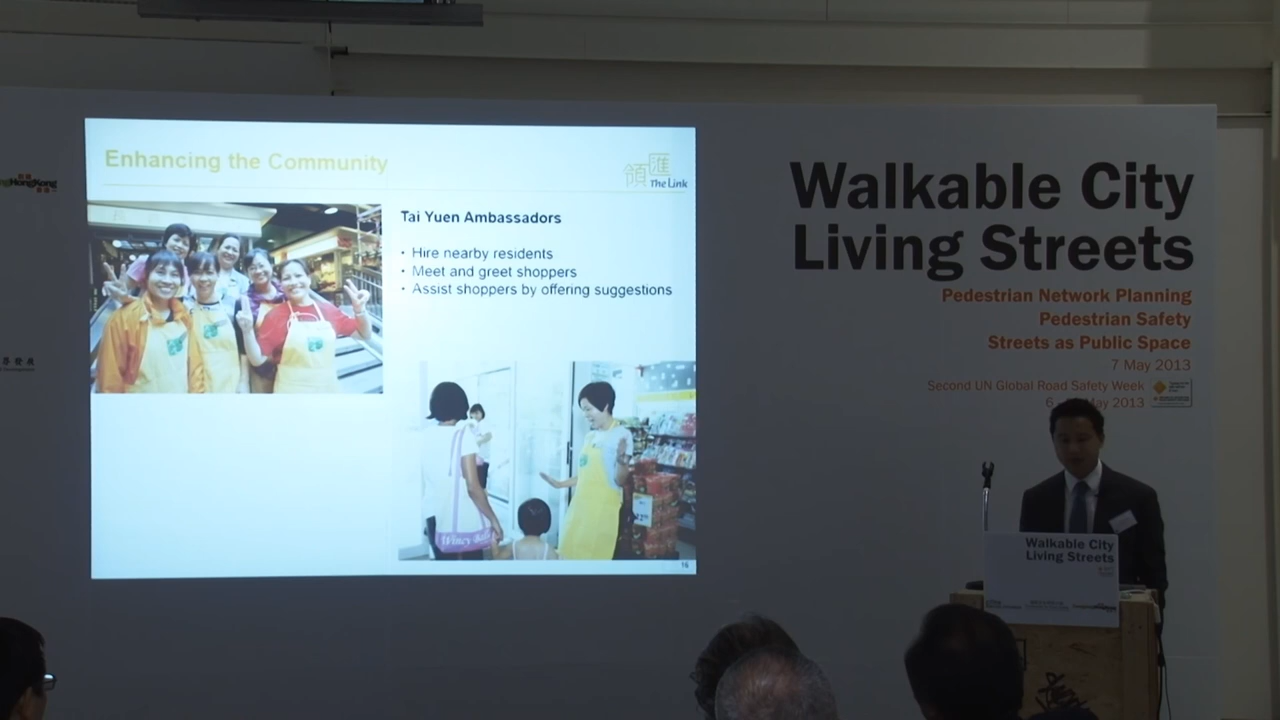 Enhancing the Community
領匯
The Link
Tai Yuen Ambassadors
• Hire nearby residents
• Meet and greet shoppers
• Assist shoppers by offering suggestions
16
Walkable City
Living Streets
Pedestrian Network Planning
Pedestrian Safety
Streets as Public Space
7 May 2013
Second UN Global Road Safety Week
6 May 2013
Walkable City
Living Streets